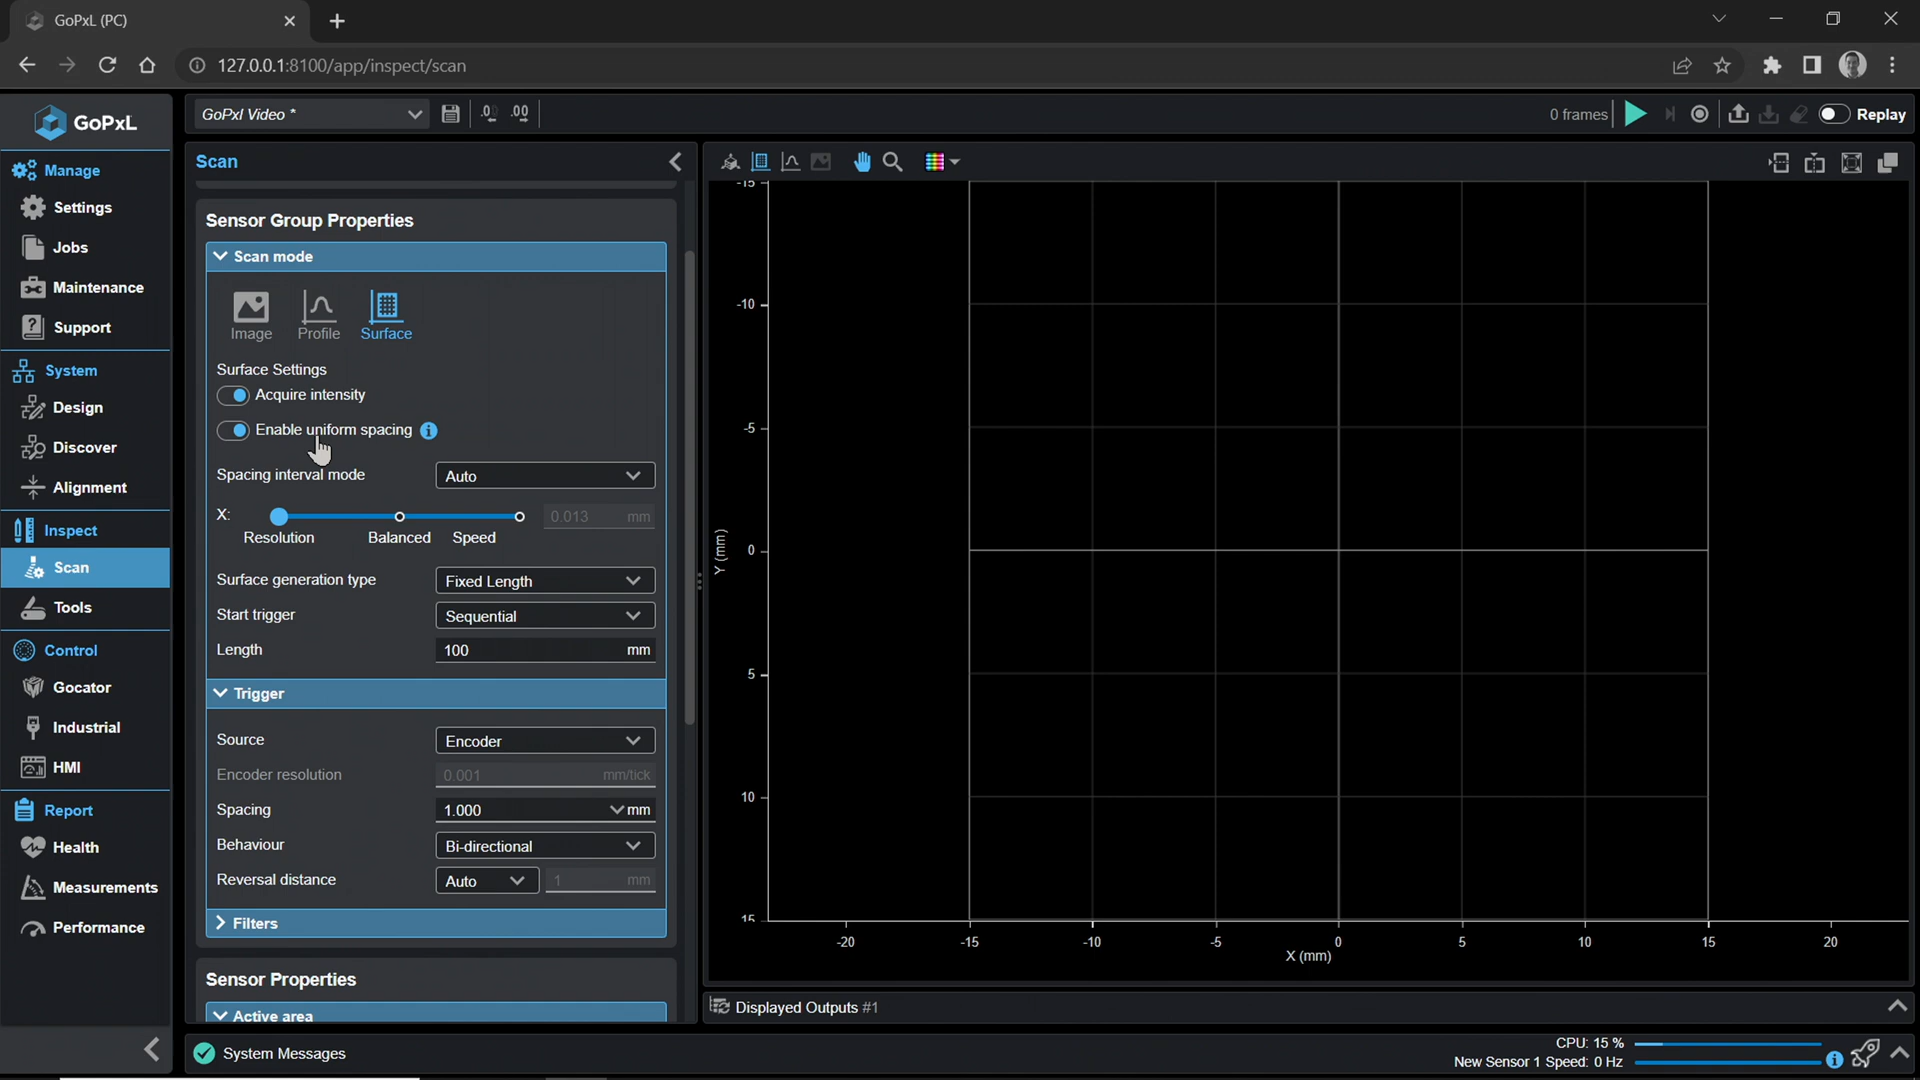 GoPxL (PC)
127.0.0.1:8100/app/inspect/scan
GoPxL
GoPxl Video *
.0
.00
0 frames
Replay
Manage
Settings
Jobs
Maintenance
Support
System
Design
Discover
Alignment
Inspect
Scan
Tools
Control
Gocator
Industrial
HMI
Report
Health
Measurements
Performance
Scan
Sensor Group Properties
Scan mode
Image Profile Surface
Surface Settings
Acquire intensity
Enable uniform spacing
Spacing interval mode Auto
X: 0.013 mm
Resolution Balanced Speed
Surface generation type Fixed Length
Start trigger Sequential
Length 100 mm
Trigger
Source Encoder
Encoder resolution 0.001 mm/tick
Spacing 1.000 mm
Behaviour Bi-directional
Reversal distance Auto 1 mm
Filters
Sensor Properties
Active area
-15
-10
-5
0
5
10
15
Y (mm)
-20 -15 -10 -5 0 5 10 15 20
X (mm)
Displayed Outputs #1
System Messages
CPU: 15 %
New Sensor 1 Speed: 0 Hz